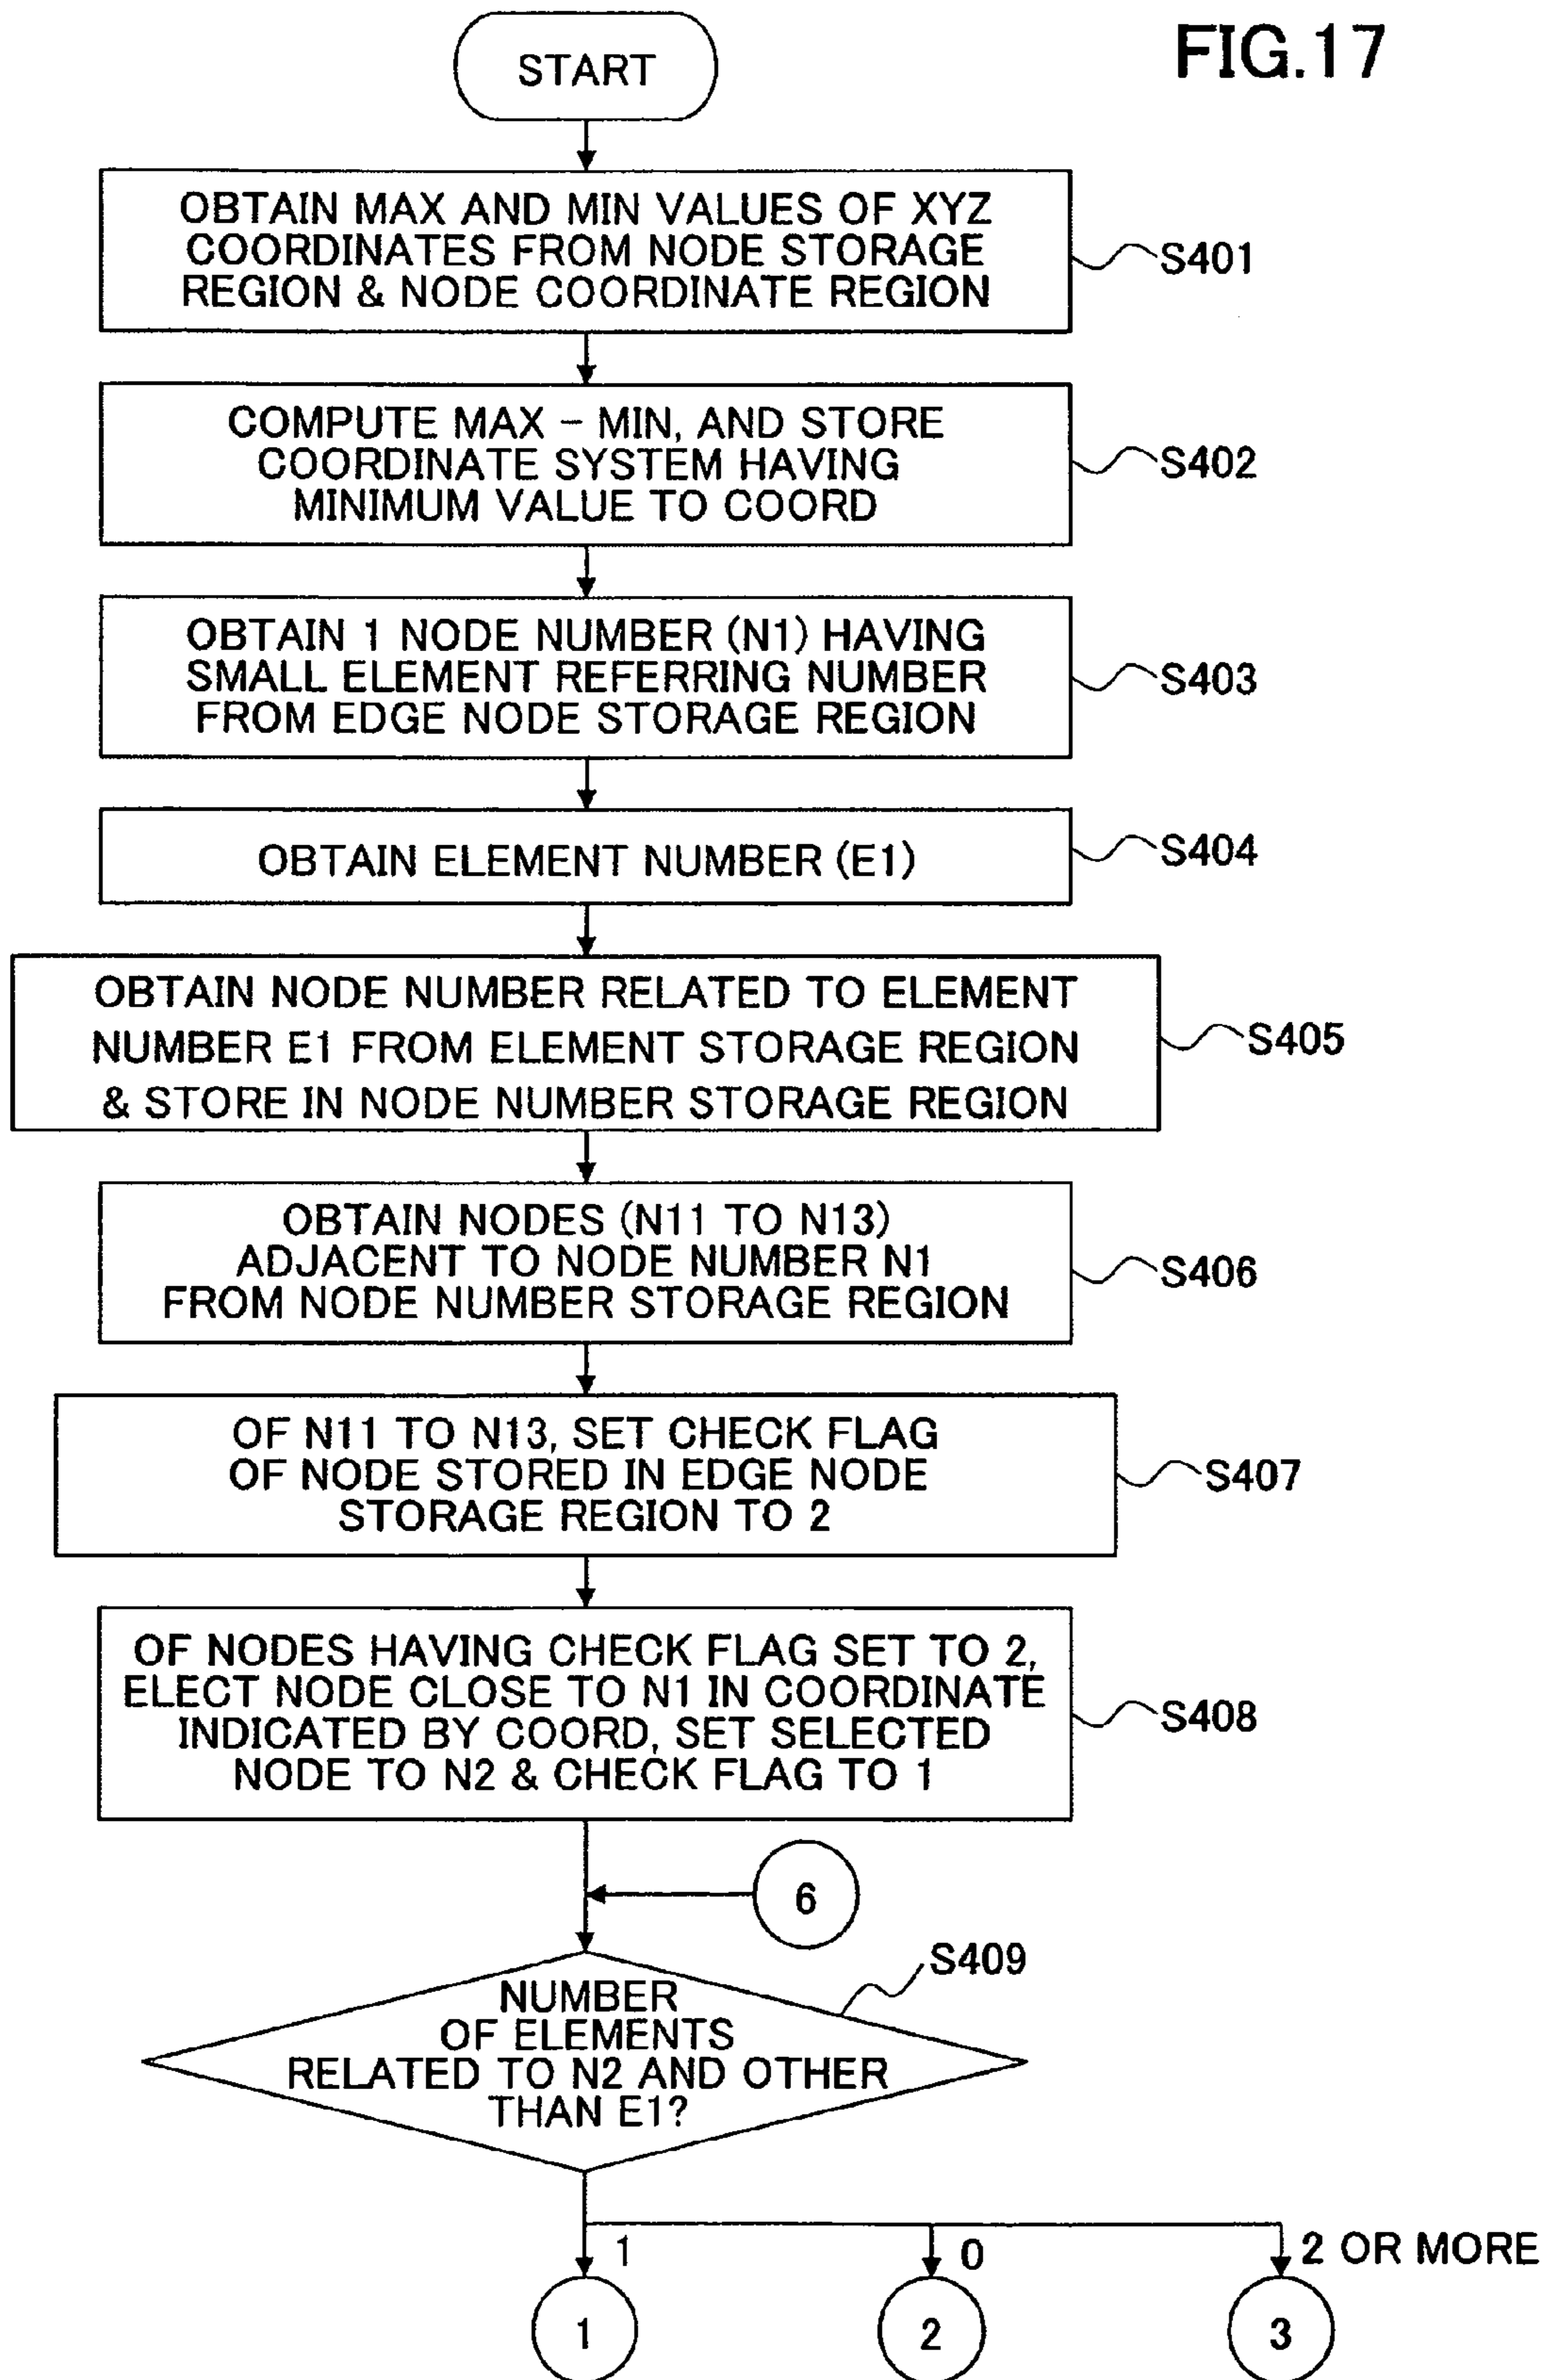 FIG.17
START
OBTAIN MAX AND MIN VALUES OF XYZ
COORDINATES FROM NODE STORAGE
REGION & NODE COORDINATE REGION
S401
COMPUTE MAX – MIN, AND STORE
COORDINATE SYSTEM HAVING
MINIMUM VALUE TO COORD
S402
OBTAIN 1 NODE NUMBER (N1) HAVING
SMALL ELEMENT REFERRING NUMBER
FROM EDGE NODE STORAGE REGION
S403
OBTAIN ELEMENT NUMBER (E1)
S404
OBTAIN NODE NUMBER RELATED TO ELEMENT
NUMBER E1 FROM ELEMENT STORAGE REGION
& STORE IN NODE NUMBER STORAGE REGION
S405
OBTAIN NODES (N11 TO N13)
ADJACENT TO NODE NUMBER N1
FROM NODE NUMBER STORAGE REGION
S406
OF N11 TO N13, SET CHECK FLAG
OF NODE STORED IN EDGE NODE
STORAGE REGION TO 2
S407
OF NODES HAVING CHECK FLAG SET TO 2,
ELECT NODE CLOSE TO N1 IN COORDINATE
INDICATED BY COORD, SET SELECTED
NODE TO N2 & CHECK FLAG TO 1
S408
6
S409
NUMBER
OF ELEMENTS
RELATED TO N2 AND OTHER
THAN E1?
1
0
2 OR MORE
1
2
3